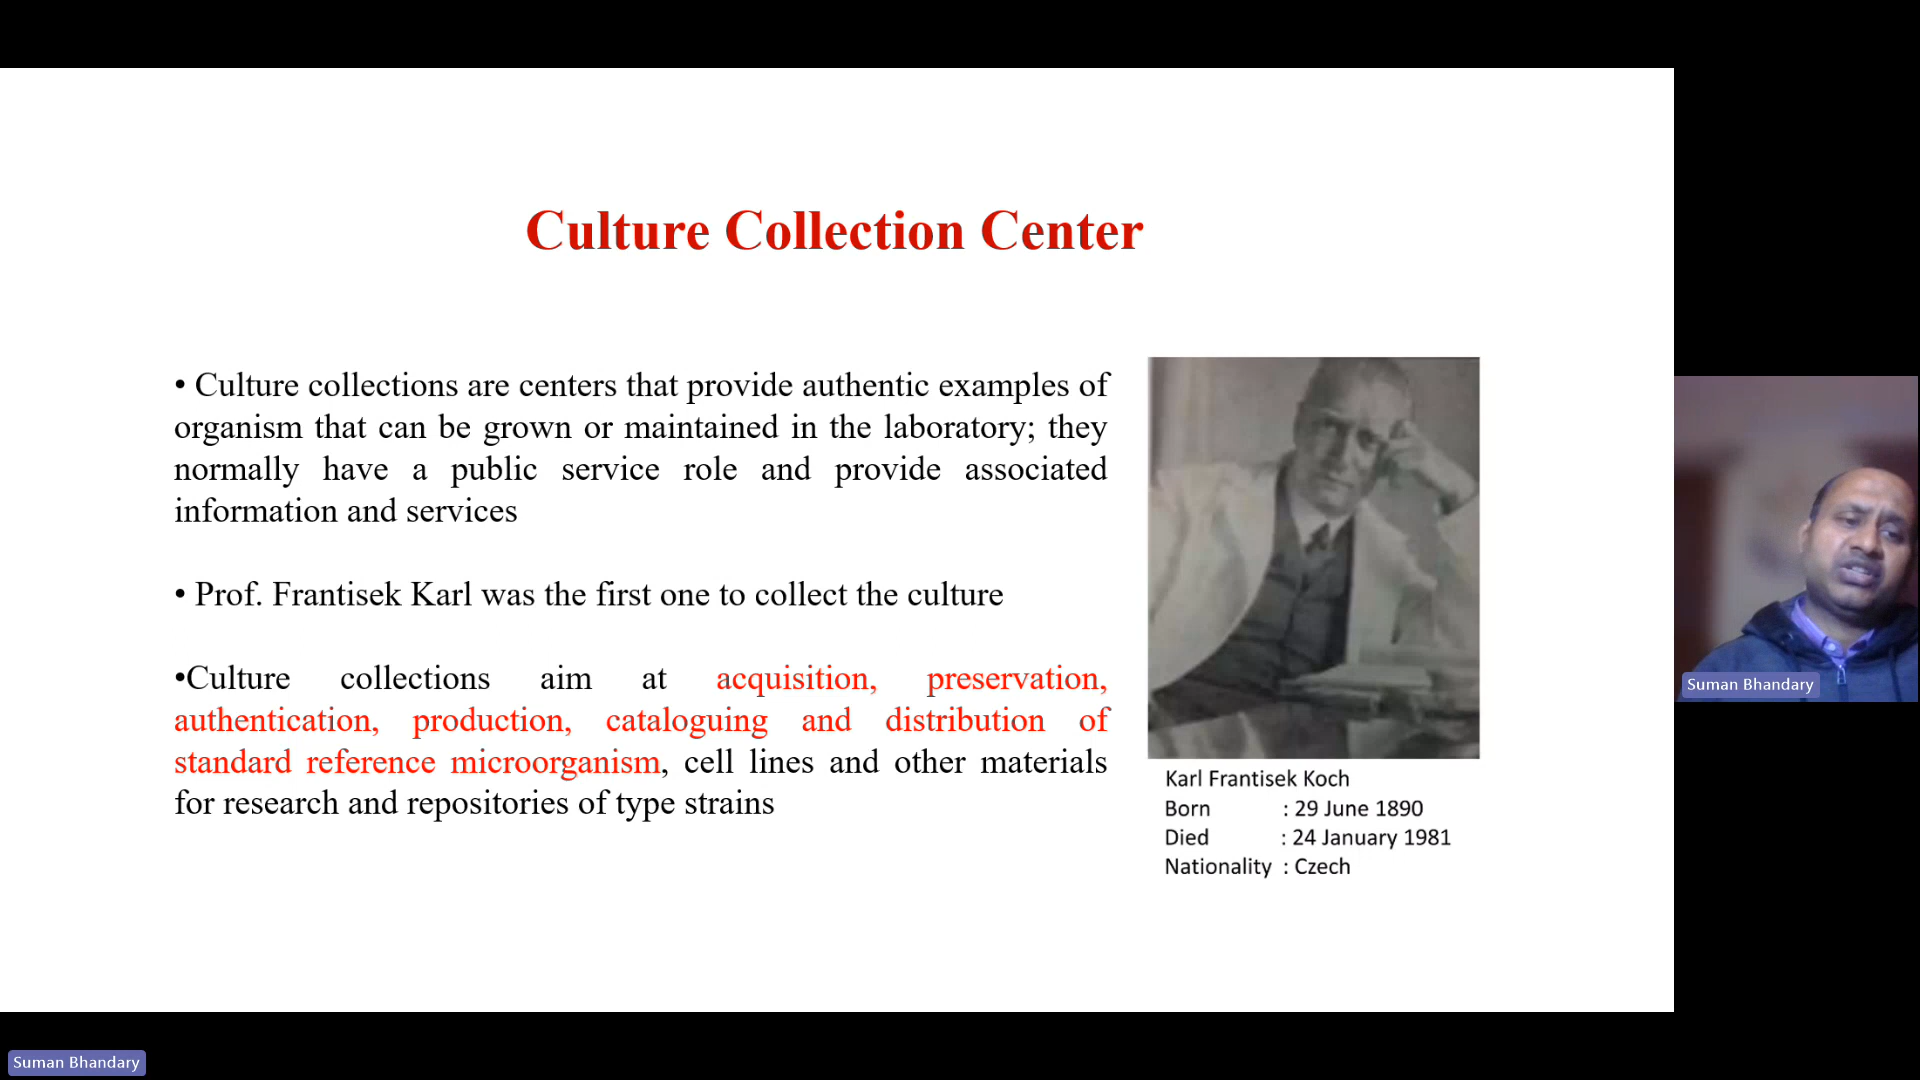 Culture Collection Center
• Culture collections are centers that provide authentic examples of
organism that can be grown or maintained in the laboratory; they
normally have a public service role and provide associated
information and services
• Prof. Frantisek Karl was the first one to collect the culture
•Culture collections aim at acquisition, preservation,
authentication, production, cataloguing and distribution of
standard reference microorganism, cell lines and other materials
for research and repositories of type strains
Karl Frantisek Koch
Born : 29 June 1890
Died : 24 January 1981
Nationality : Czech
Suman Bhandary
Suman Bhandary